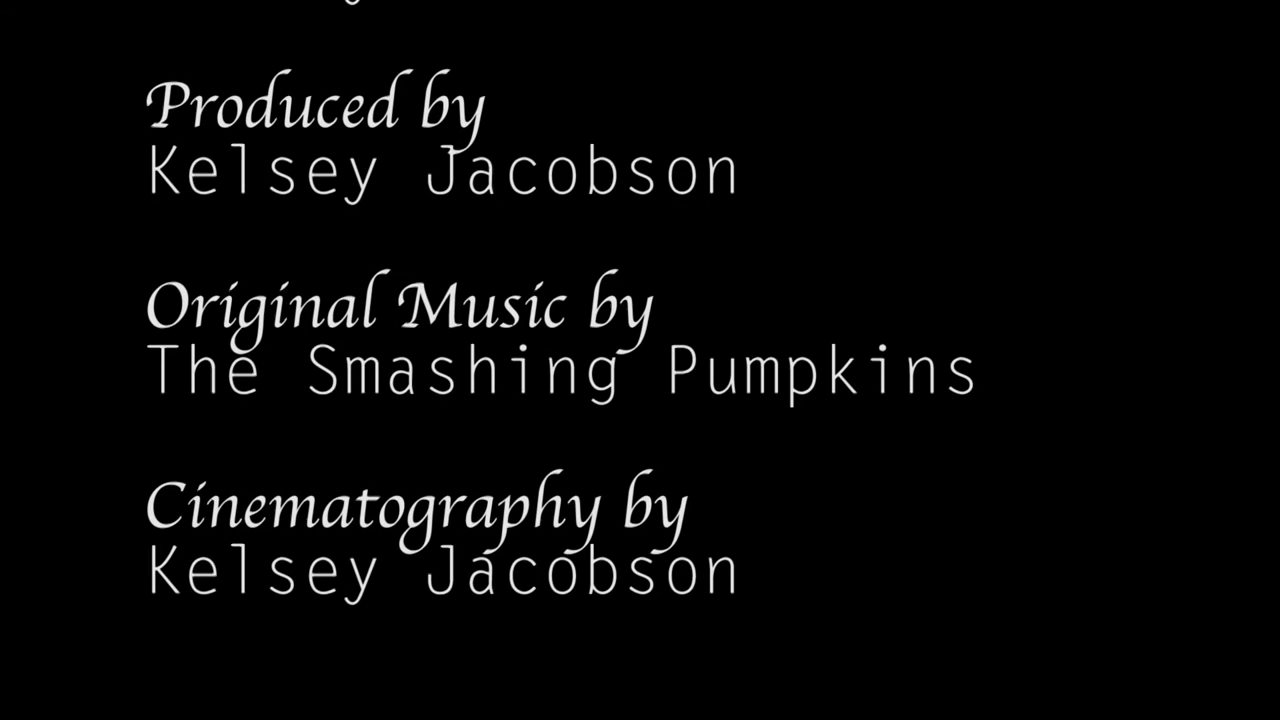 Produced by
Kelsey Jacobson
Original Music by
The Smashing Pumpkins
Cinematography by
Kelsey Jacobson